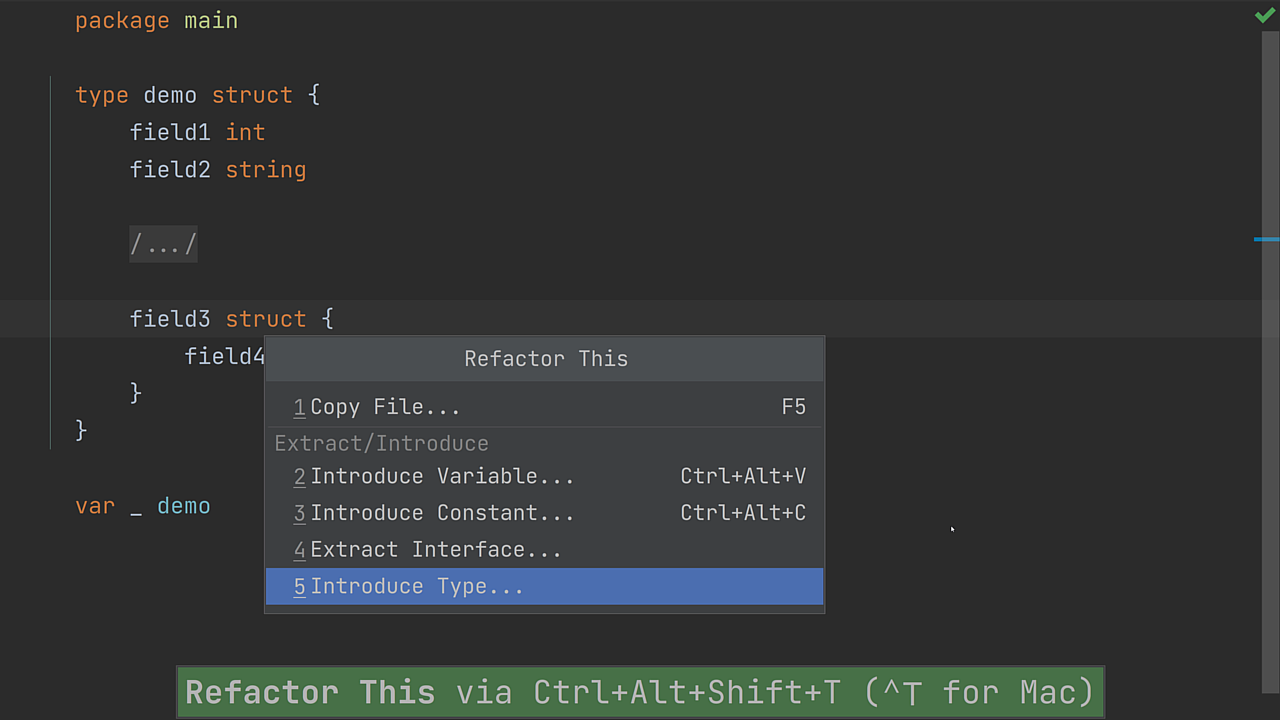 package main
type demo struct {
field1 int
field2 string
/.../
field3 struct {
field4
}
}
var _ demo
Refactor This
1 Copy File... F5
Extract/Introduce
2 Introduce Variable... Ctrl+Alt+V
3 Introduce Constant... Ctrl+Alt+C
4 Extract Interface...
5 Introduce Type...
Refactor This via Ctrl+Alt+Shift+T (^T for Mac)